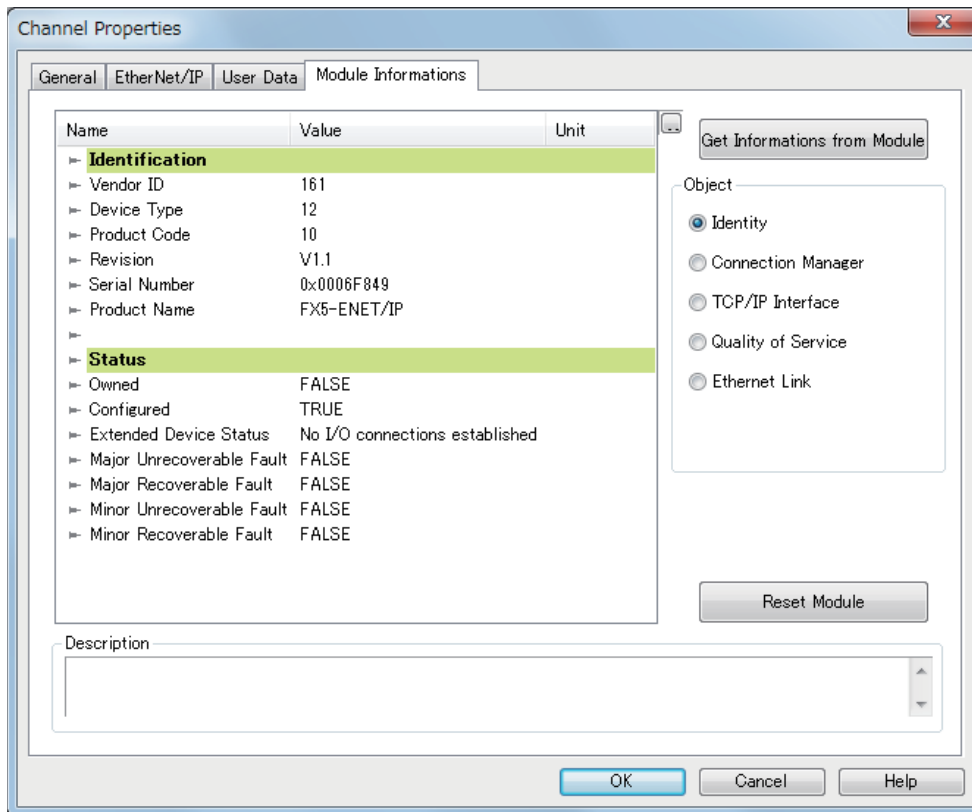 Channel Properties
General EtherNet/IP User Data Module Informations
Name Value Unit
...
Get Informations from Module
Identification
Vendor ID 161
Device Type 12
Product Code 10
Revision V1.1
Serial Number 0x0006F849
Product Name FX5-ENET/IP
Status
Owned FALSE
Configured TRUE
Extended Device Status No I/O connections established
Major Unrecoverable Fault FALSE
Major Recoverable Fault FALSE
Minor Unrecoverable Fault FALSE
Minor Recoverable Fault FALSE
Object
Identity
Connection Manager
TCP/IP Interface
Quality of Service
Ethernet Link
Reset Module
Description
OK Cancel Help